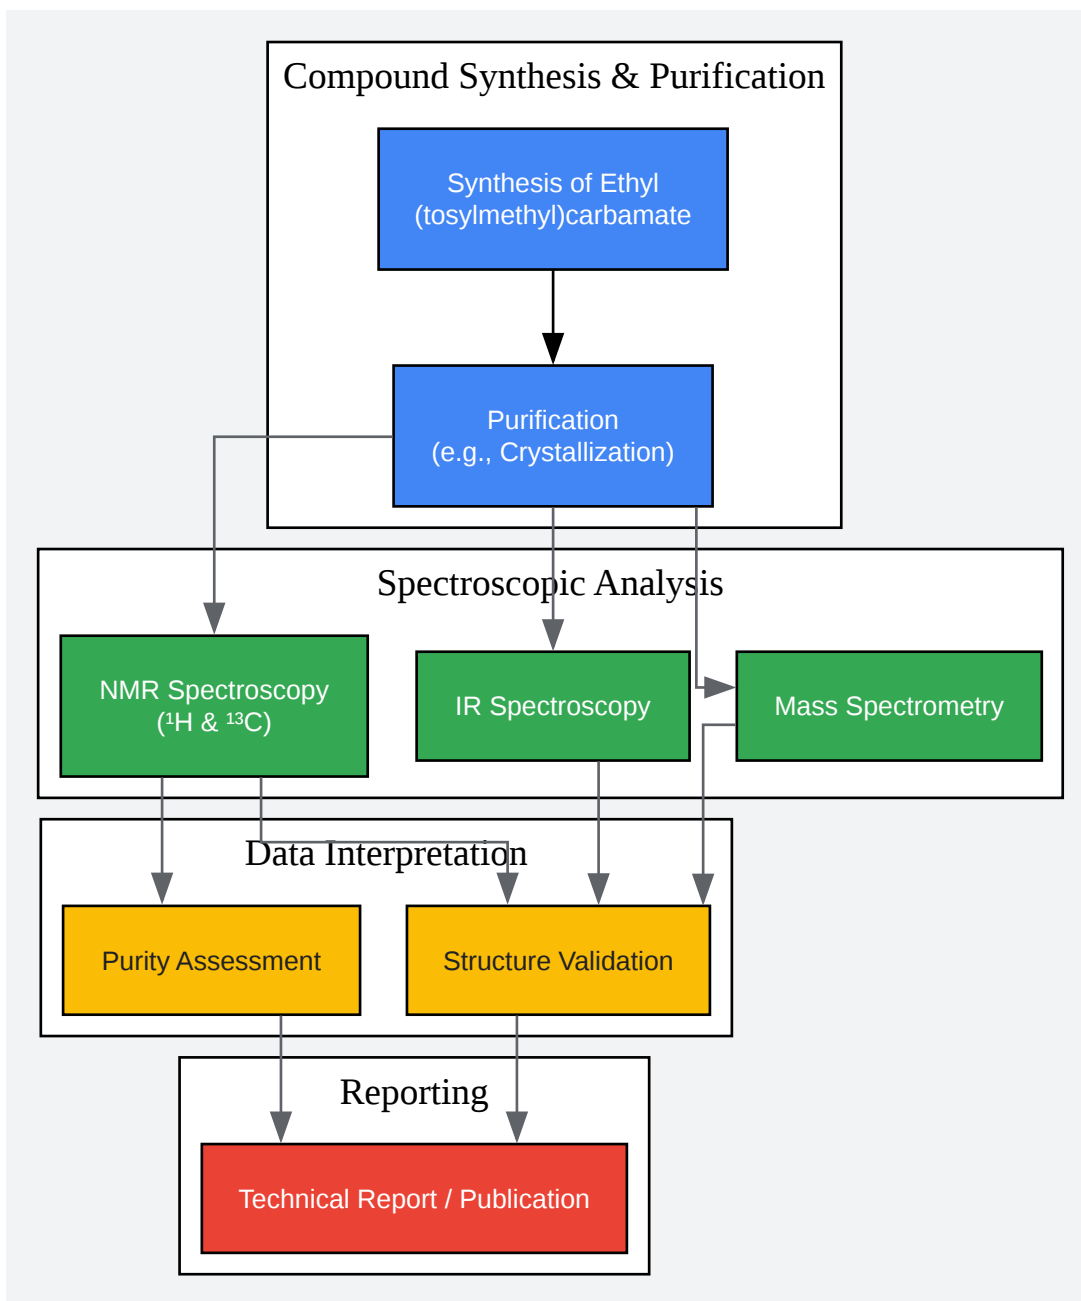 Compound Synthesis & Purification
Synthesis of Ethyl
(tosylmethyl)carbamate
Purification
(e.g., Crystallization)
Spectroscopic Analysis
NMR Spectroscopy
(¹H & ¹³C)
IR Spectroscopy
Mass Spectrometry
Data Interpretation
Purity Assessment
Structure Validation
Reporting
Technical Report / Publication